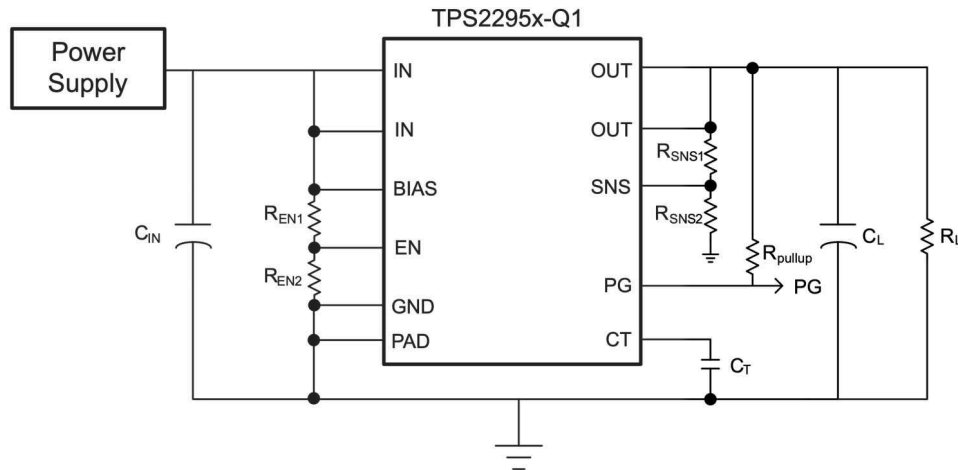 TPS2295x-Q1
Power
Supply
IN
OUT
IN
OUT
R_SNS1
BIAS
SNS
R_EN1
R_SNS2
C_IN
EN
C_L
R_L
R_pullup
R_EN2
PG
PG
GND
PAD
CT
C_T